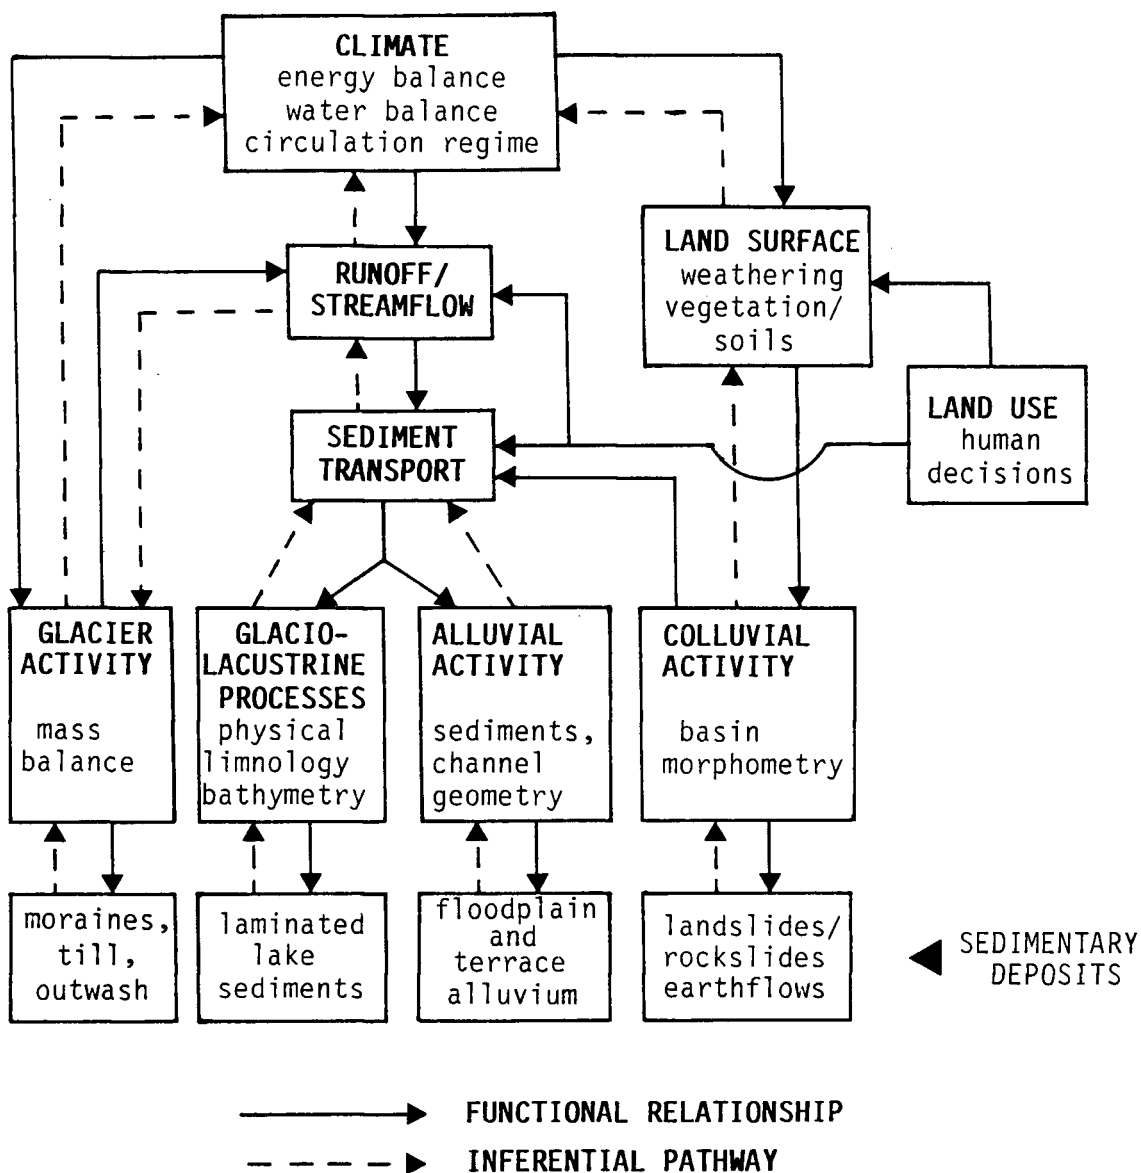 CLIMATE
energy balance
water balance
circulation regime
RUNOFF/
STREAMFLOW
LAND SURFACE
weathering
vegetation/
soils
LAND USE
human
decisions
SEDIMENT
TRANSPORT
GLACIER
ACTIVITY
mass
balance
GLACIO-
LACUSTRINE
PROCESSES
physical
limnology
bathymetry
ALLUVIAL
ACTIVITY
sediments,
channel
geometry
COLLUVIAL
ACTIVITY
basin
morphometry
moraines,
till,
outwash
laminated
lake
sediments
floodplain
and
terrace
alluvium
landslides/
rockslides
earthflows
SEDIMENTARY
DEPOSITS
FUNCTIONAL RELATIONSHIP
INFERENTIAL PATHWAY